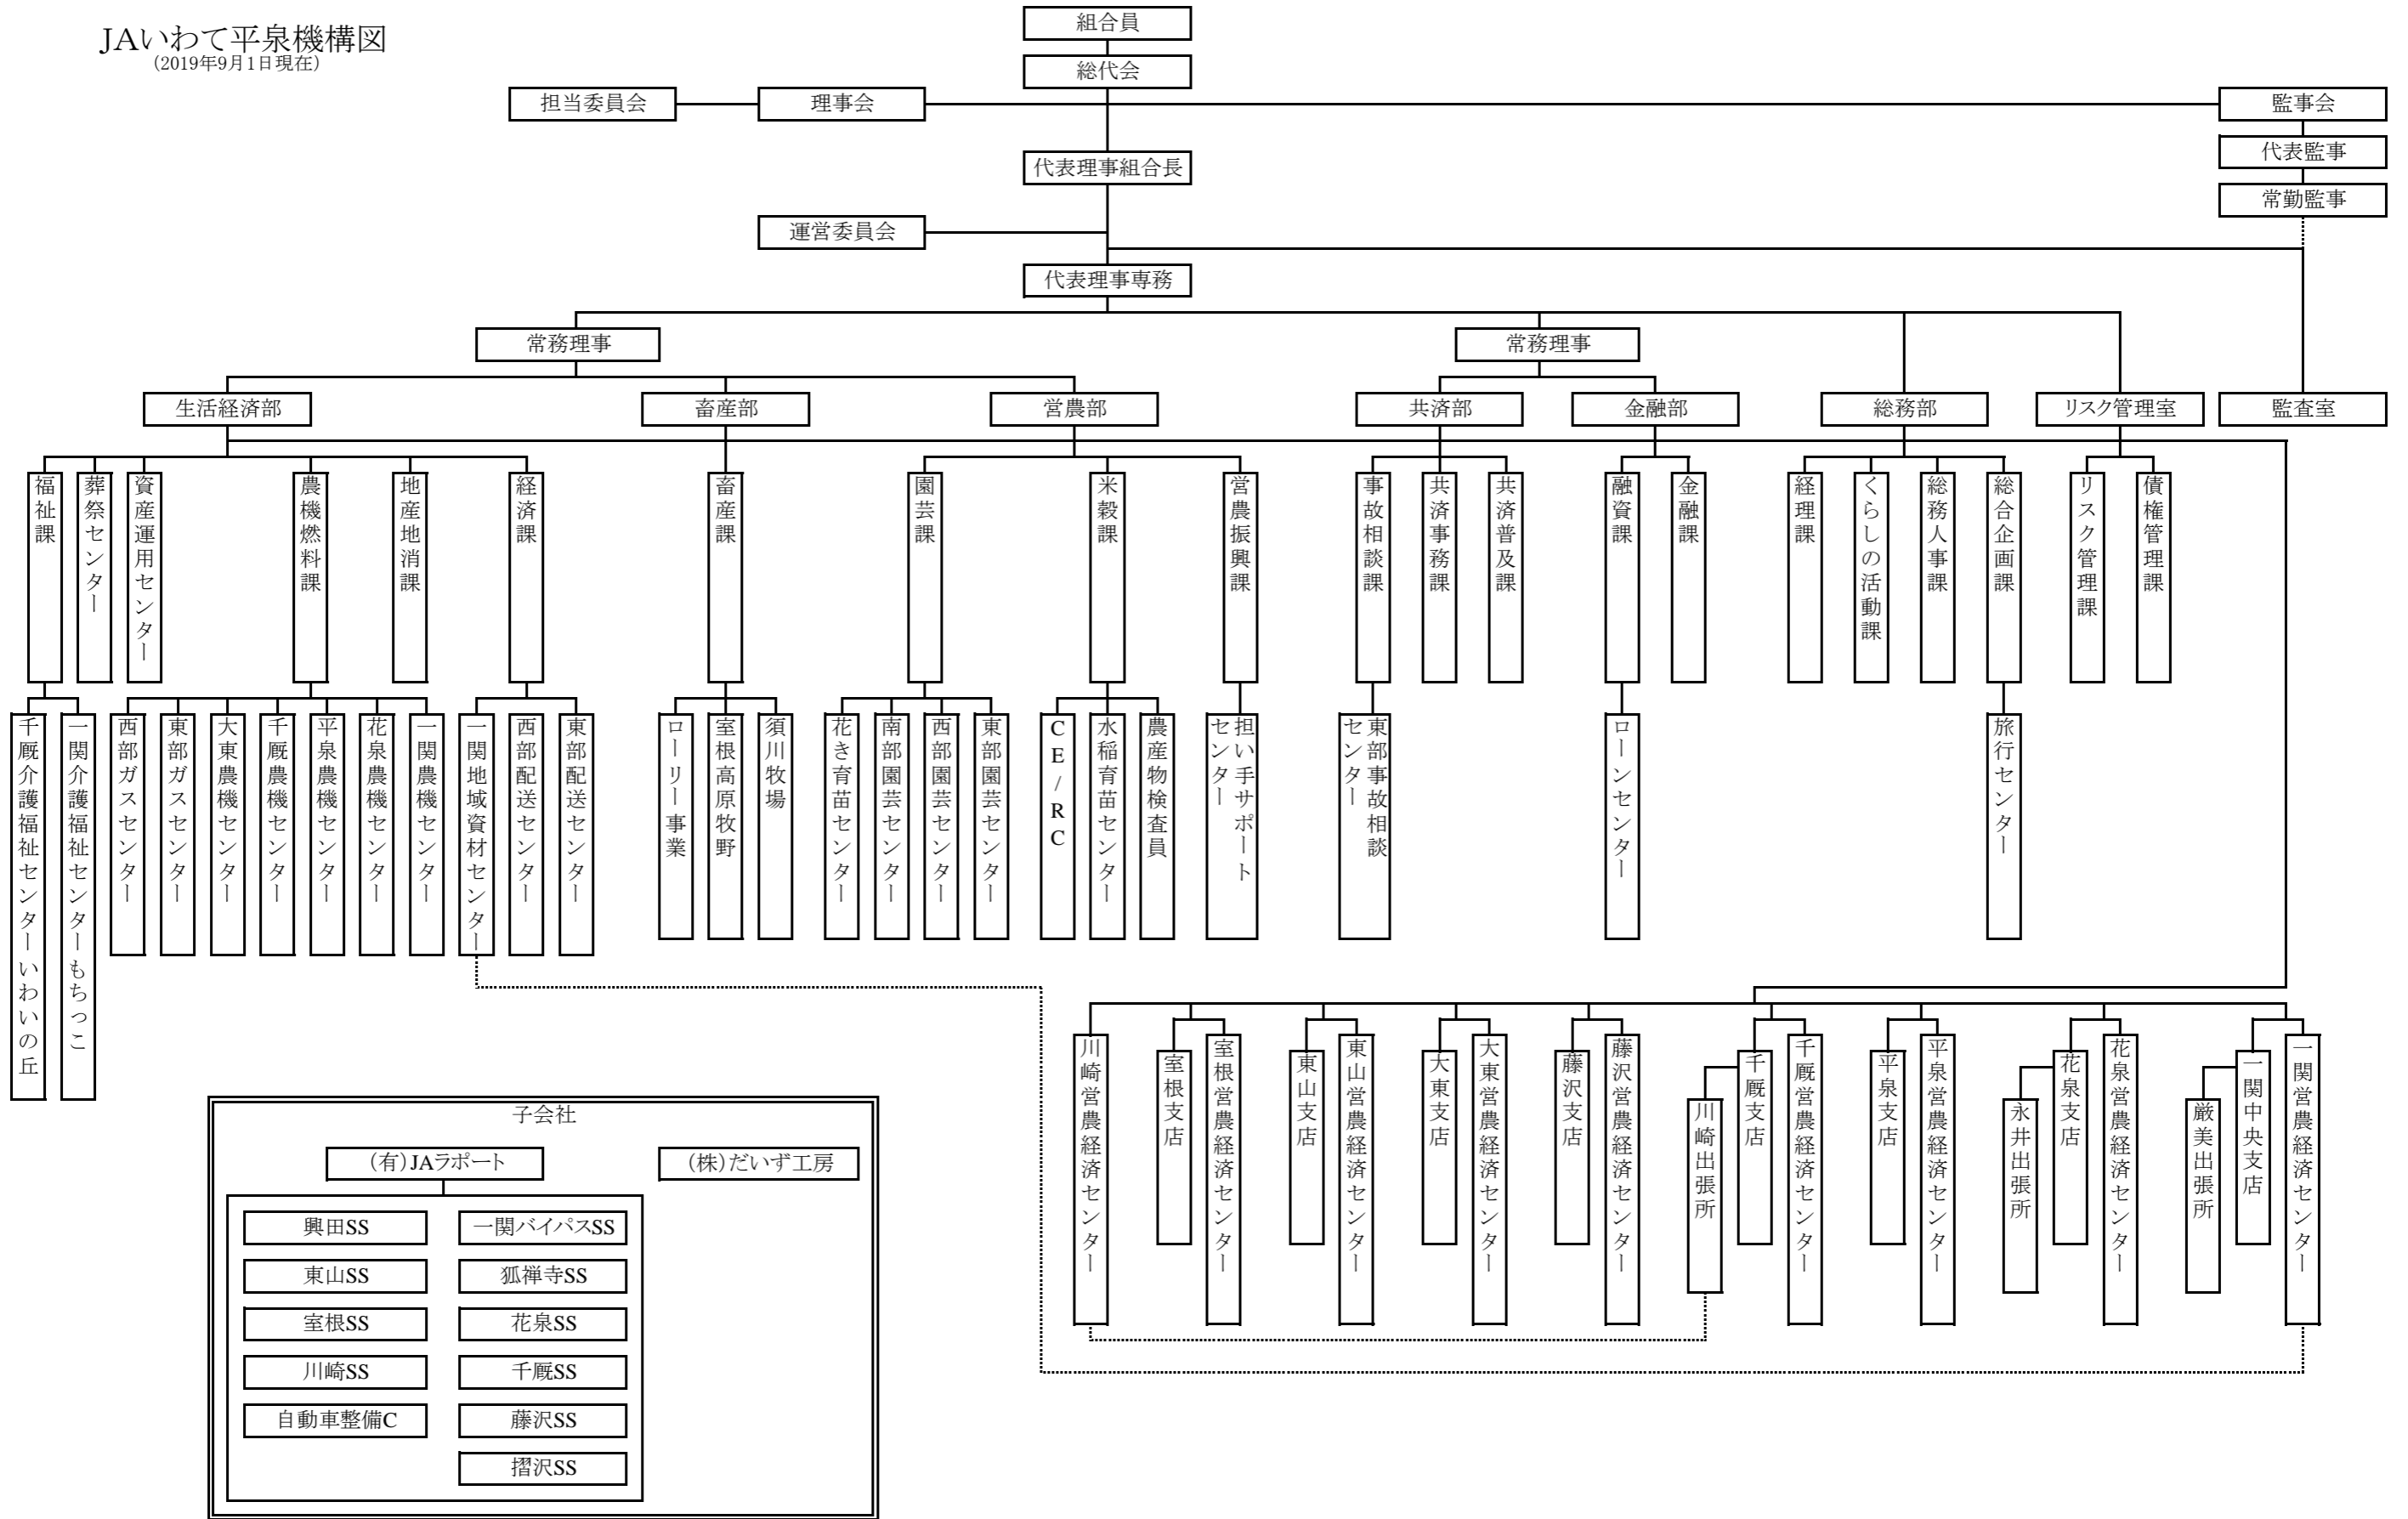 JAいわて平泉機構図
(2019年9月1日現在)
組合員
総代会
担当委員会
理事会
監事会
代表理事組合長
代表監事
常勤監事
運営委員会
代表理事専務
常務理事
常務理事
生活経済部
畜産部
営農部
共済部
金融部
総務部
リスク管理室
監査室
福祉課
葬祭センター
資産運用センター
農機燃料課
地産地消課
経済課
畜産課
園芸課
米穀課
営農振興課
事故相談課
共済事務課
共済普及課
融資課
金融課
経理課
くらしの活動課
総務人事課
総合企画課
リスク管理課
債権管理課
千厩介護福祉センターいわいの丘
一関介護福祉センターもちっこ
西部ガスセンター
東部ガスセンター
大東農機センター
千厩農機センター
平泉農機センター
花泉農機センター
一関農機センター
一関地域資材センター
西部配送センター
東部配送センター
ローリー事業
室根高原牧野
須川牧場
花き育苗センター
南部園芸センター
西部園芸センター
東部園芸センター
CE/RC
水稲育苗センター
農産物検査員
担い手サポート
センター
東部事故相談
センター
ローンセンター
旅行センター
川崎営農経済センター
室根支店
室根営農経済センター
東山支店
東山営農経済センター
大東支店
大東営農経済センター
藤沢支店
藤沢営農経済センター
川崎出張所
千厩支店
千厩営農経済センター
平泉支店
平泉営農経済センター
永井出張所
花泉支店
花泉営農経済センター
厳美出張所
一関中央支店
一関営農経済センター
子会社
(有)JAラポート
(株)だいず工房
興田SS
一関バイパスSS
東山SS
狐禅寺SS
室根SS
花泉SS
川崎SS
千厩SS
自動車整備C
藤沢SS
摺沢SS